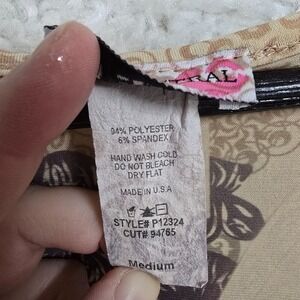 RAL
94% POLYESTER
6% SPANDEX
HAND WASH COLD
DO NOT BLEACH
DRY FLAT
MADE IN U.S.A
STYLE# P12324
CUT# 94765
Medium